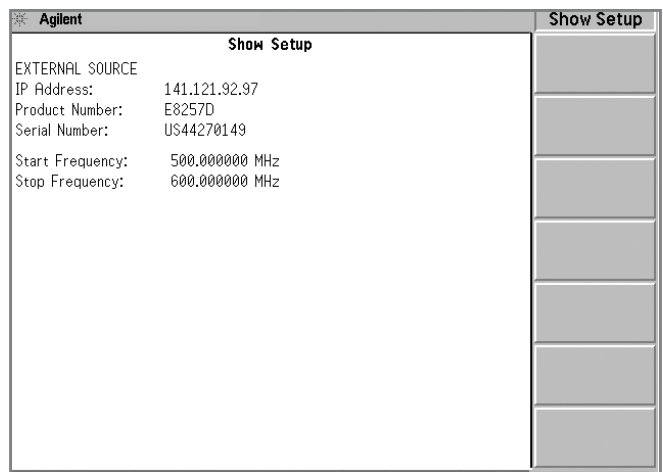 Agilent
Show Setup
Show Setup
EXTERNAL SOURCE
IP Address: 141.121.92.97
Product Number: E8257D
Serial Number: US44270149
Start Frequency: 500.000000 MHz
Stop Frequency: 600.000000 MHz